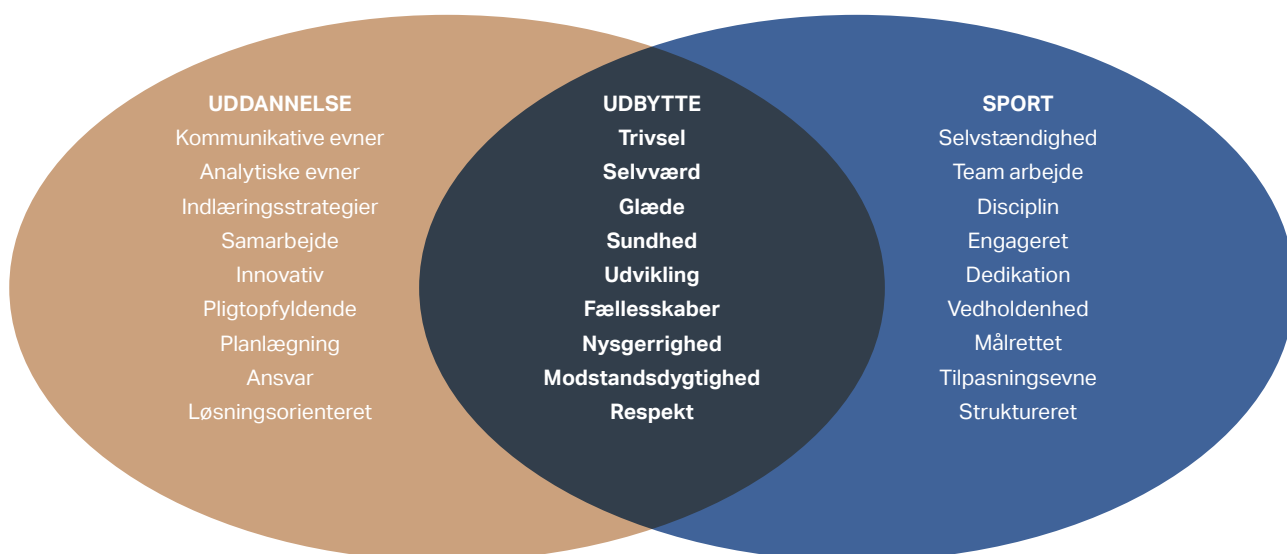 UDDANNELSE
Kommunikative evner
Analytiske evner
Indlæringsstrategier
Samarbejde
Innovativ
Pligtopfyldende
Planlægning
Ansvar
Løsningsorienteret
UDBYTTE
Trivsel
Selvværd
Glæde
Sundhed
Udvikling
Fællesskaber
Nysgerrighed
Modstandsdygtighed
Respekt
SPORT
Selvstændighed
Team arbejde
Disciplin
Engageret
Dedikation
Vedholdenhed
Målrettet
Tilpasningsevne
Struktureret